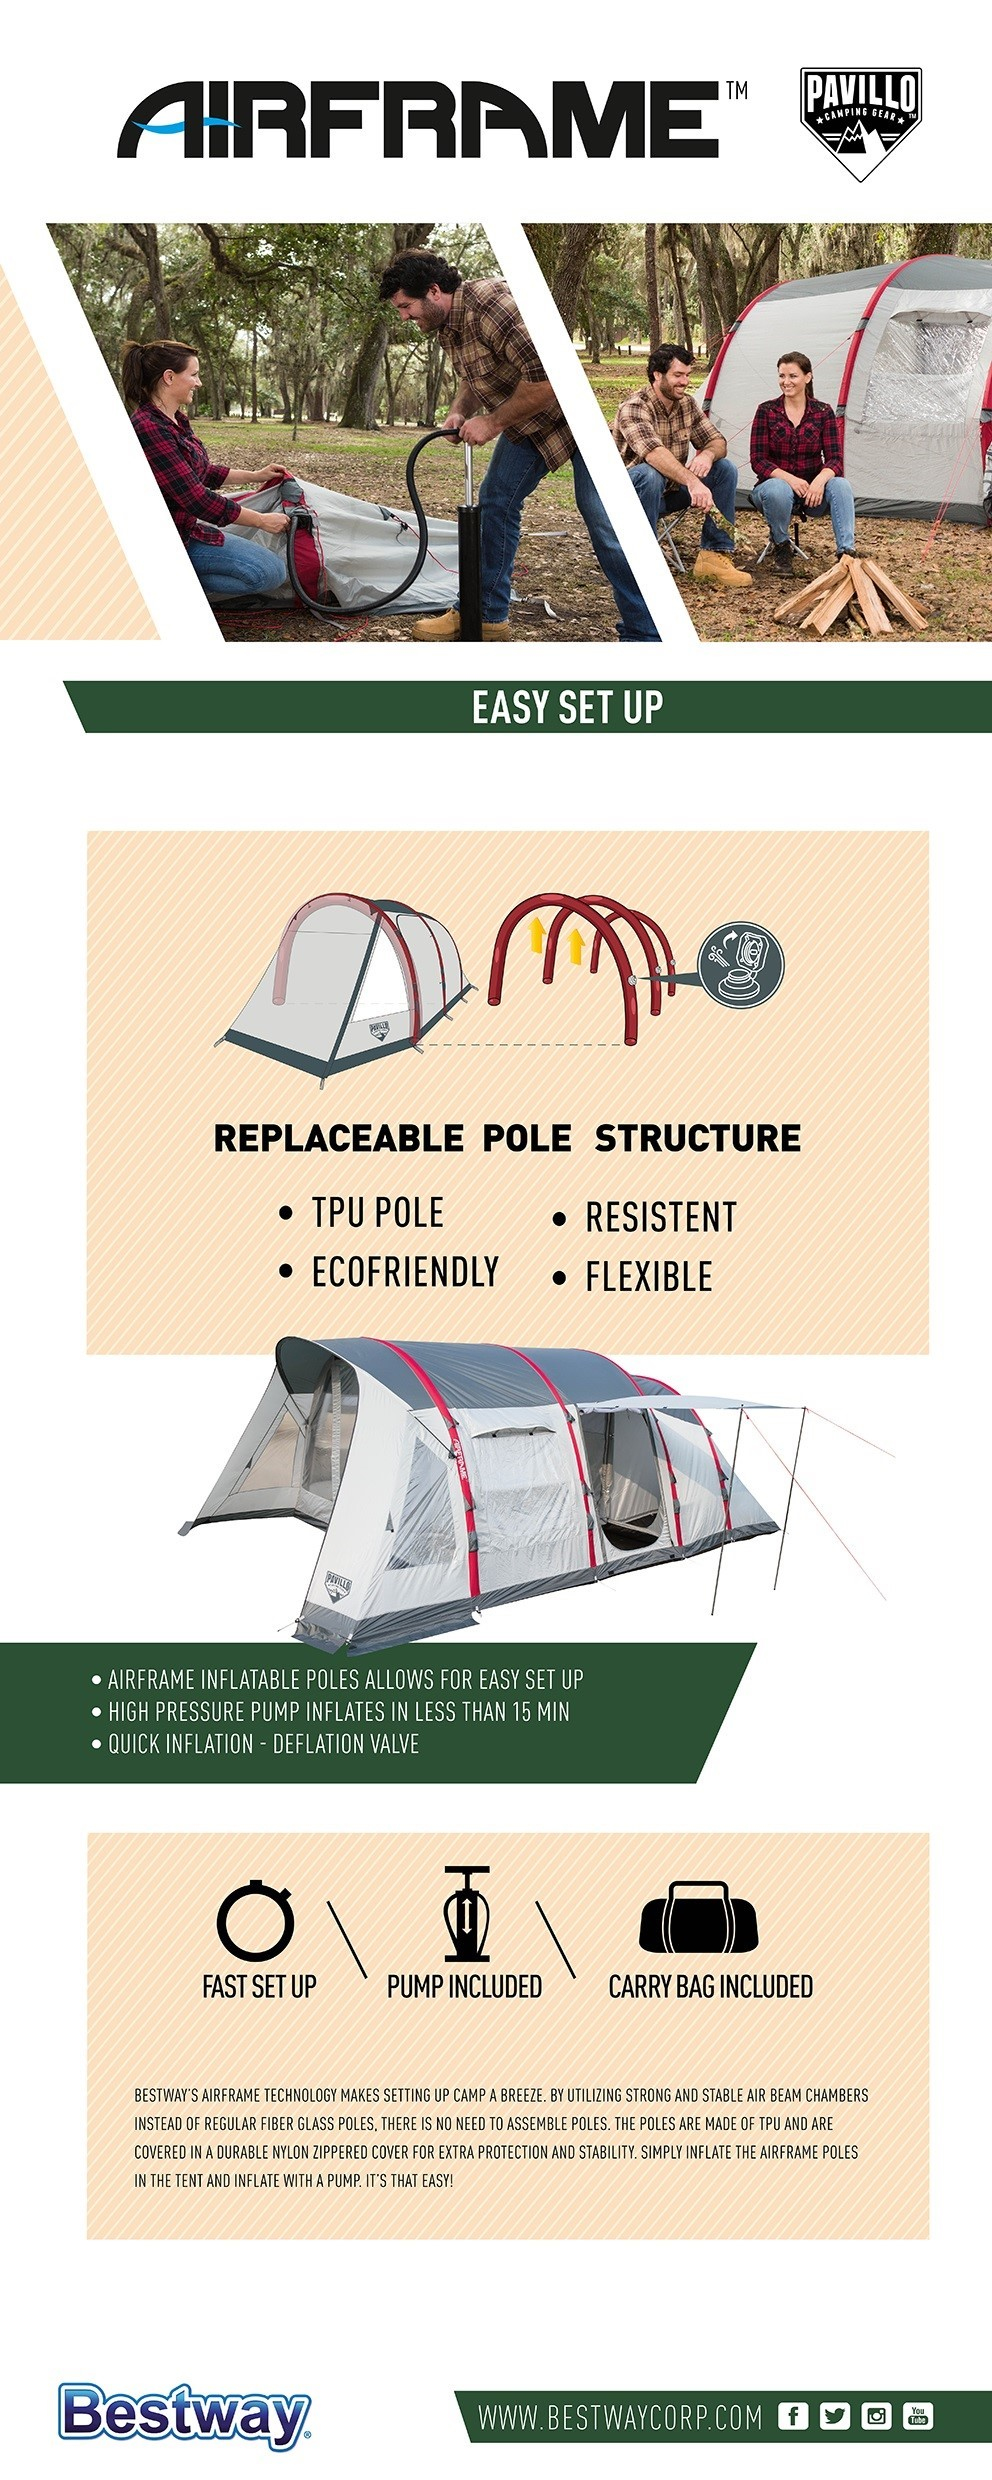 AIRFRAME™
PAVILLO™
CAMPING GEAR
EASY SET UP
PAVILLO
REPLACEABLE POLE STRUCTURE
• TPU POLE
• ECOFRIENDLY
• RESISTENT
• FLEXIBLE
AIRFRAME
PAVILLO
• AIRFRAME INFLATABLE POLES ALLOWS FOR EASY SET UP
• HIGH PRESSURE PUMP INFLATES IN LESS THAN 15 MIN
• QUICK INFLATION - DEFLATION VALVE
FAST SET UP
PUMP INCLUDED
CARRY BAG INCLUDED
BESTWAY'S AIRFRAME TECHNOLOGY MAKES SETTING UP CAMP A BREEZE. BY UTILIZING STRONG AND STABLE AIR BEAM CHAMBERS
INSTEAD OF REGULAR FIBER GLASS POLES, THERE IS NO NEED TO ASSEMBLE POLES. THE POLES ARE MADE OF TPU AND ARE
COVERED IN A DURABLE NYLON ZIPPERED COVER FOR EXTRA PROTECTION AND STABILITY. SIMPLY INFLATE THE AIRFRAME POLES
IN THE TENT AND INFLATE WITH A PUMP. IT'S THAT EASY!
Bestway®
WWW.BESTWAYCORP.COM
You
Tube